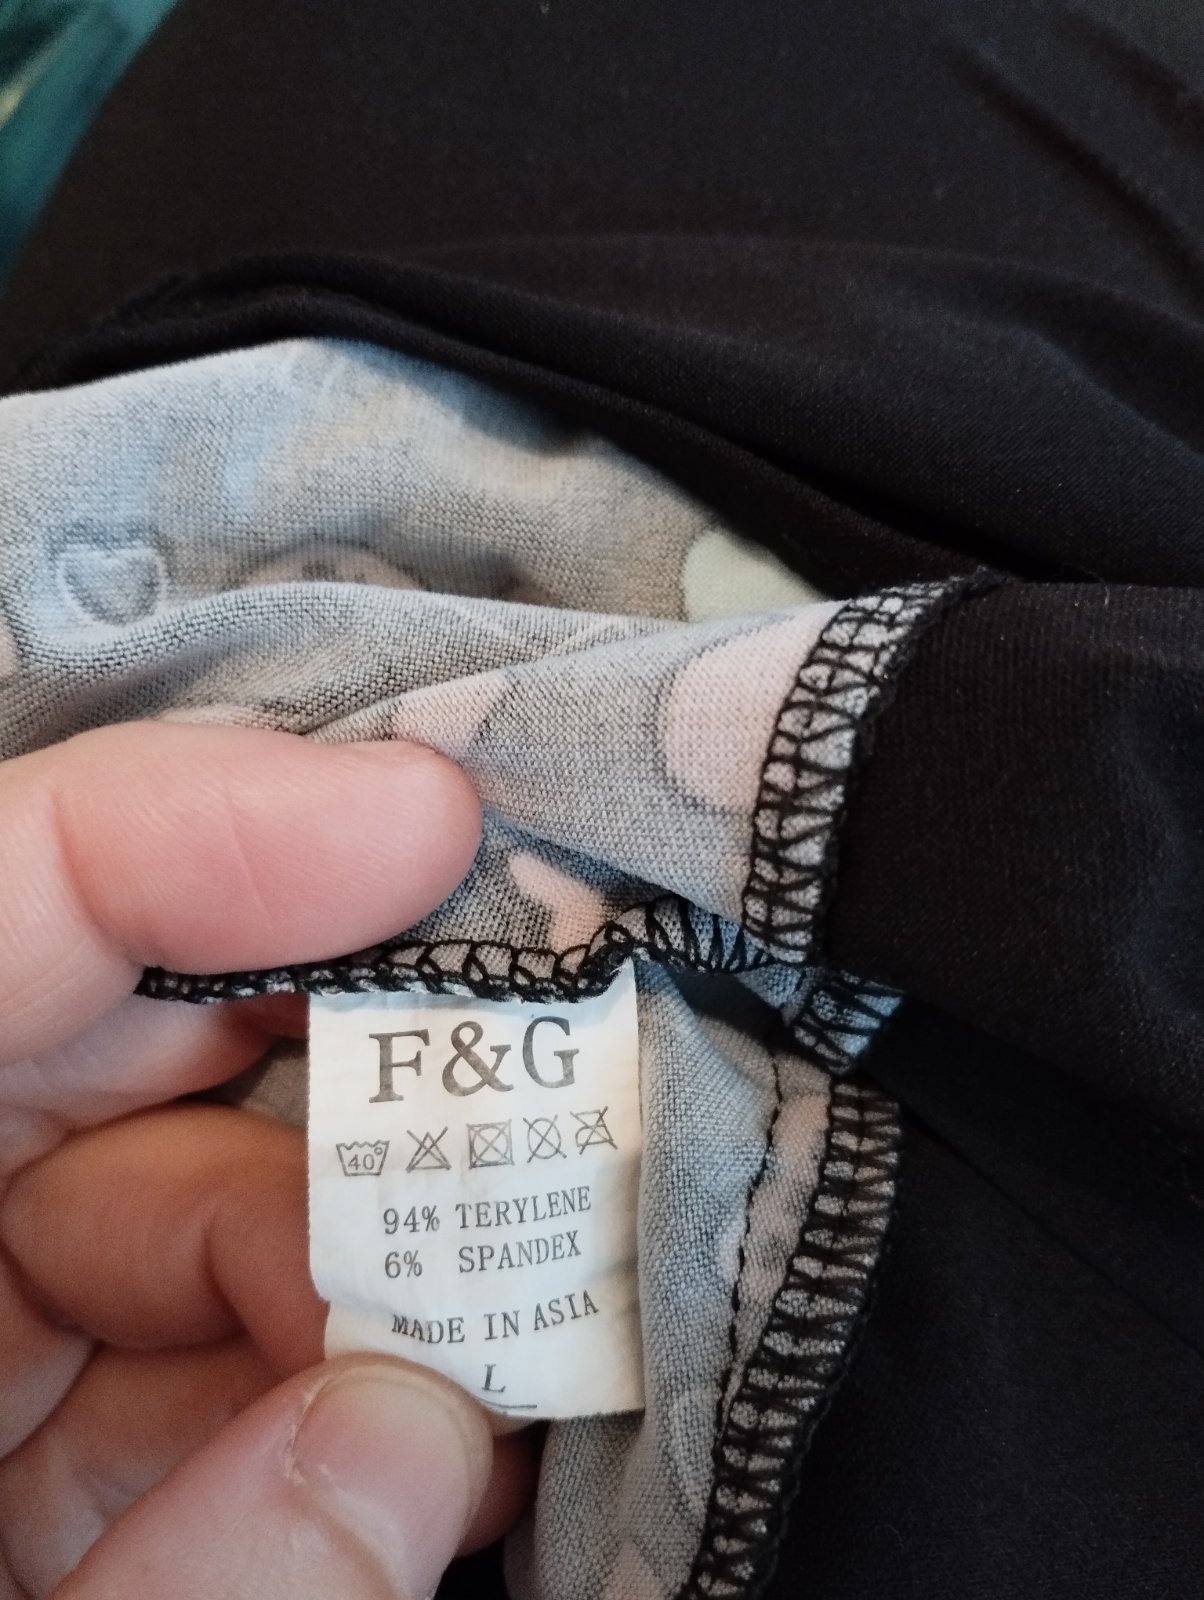 F&G
40°
94% TERYLENE
6% SPANDEX
MADE IN ASIA
L